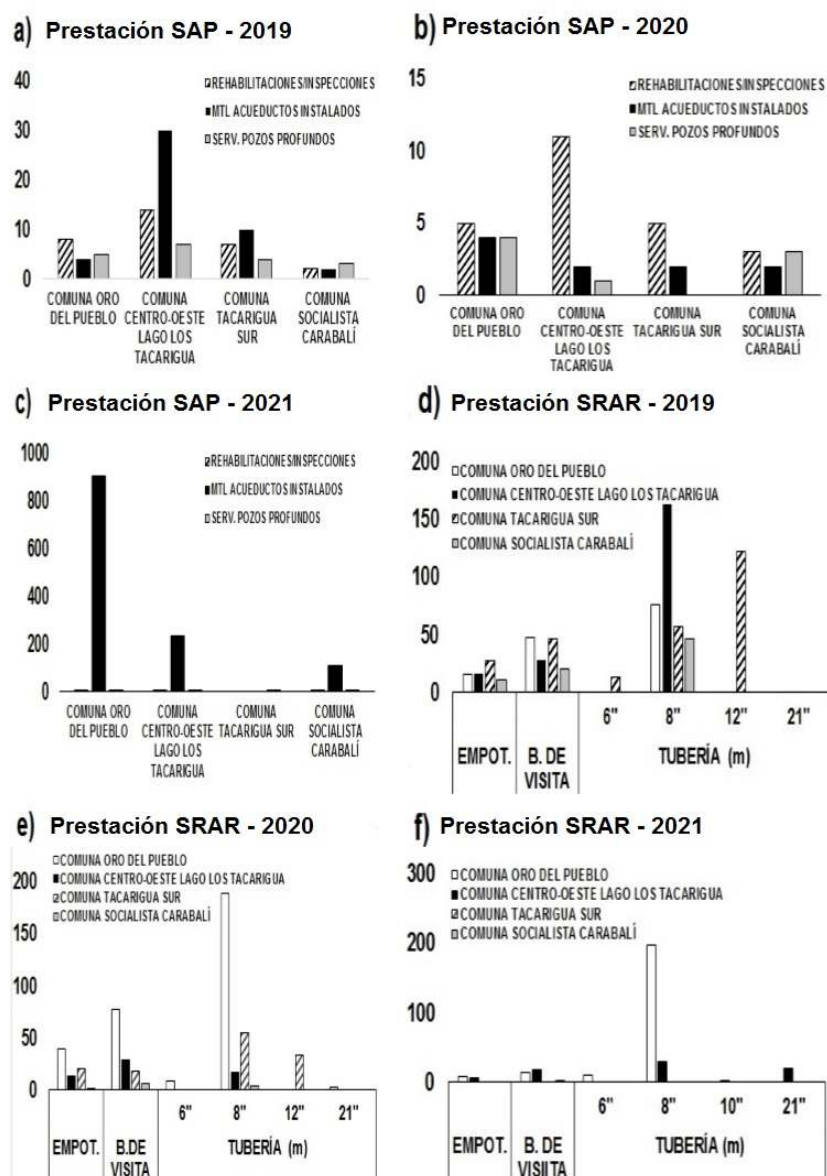 a) Prestación SAP - 2019
40
30
20
10
0
REHABILITACIONES/INSPECCIONES
MTL ACUEDUCTOS INSTALADOS
SERV. POZOS PROFUNDOS
COMUNA ORO DEL PUEBLO
COMUNA CENTRO-OESTE LAGO LOS TACARIGUA
COMUNA TACARIGUA SUR
COMUNA SOCIALISTA CARABALÍ
b) Prestación SAP - 2020
15
10
5
0
REHABILITACIONES/INSPECCIONES
MTL ACUEDUCTOS INSTALADOS
SERV. POZOS PROFUNDOS
COMUNA ORO DEL PUEBLO
COMUNA CENTRO-OESTE LAGO LOS TACARIGUA
COMUNA TACARIGUA SUR
COMUNA SOCIALISTA CARABALÍ
c) Prestación SAP - 2021
1000
800
600
400
200
0
REHABILITACIONES/INSPECCIONES
MTL ACUEDUCTOS INSTALADOS
SERV. POZOS PROFUNDOS
COMUNA ORO DEL PUEBLO
COMUNA CENTRO-OESTE LAGO LOS TACARIGUA
COMUNA TACARIGUA SUR
COMUNA SOCIALISTA CARABALÍ
d) Prestación SRAR - 2019
200
150
100
50
0
COMUNA ORO DEL PUEBLO
COMUNA CENTRO-OESTE LAGO LOS TACARIGUA
COMUNA TACARIGUA SUR
COMUNA SOCIALISTA CARABALÍ
6" 8" 12" 21"
EMPOT. B. DE VISITA TUBERÍA (m)
e) Prestación SRAR - 2020
200
150
100
50
0
COMUNA ORO DEL PUEBLO
COMUNA CENTRO-OESTE LAGO LOS TACARIGUA
COMUNA TACARIGUA SUR
COMUNA SOCIALISTA CARABALÍ
6" 8" 12" 21"
EMPOT. B.DE VISITA TUBERÍA (m)
f) Prestación SRAR - 2021
300
200
100
0
COMUNA ORO DEL PUEBLO
COMUNA CENTRO-OESTE LAGO LOS TACARIGUA
COMUNA TACARIGUA SUR
COMUNA SOCIALISTA CARABALÍ
6" 8" 10" 21"
EMPOT. B. DE VISIITA TUBERÍA (m)